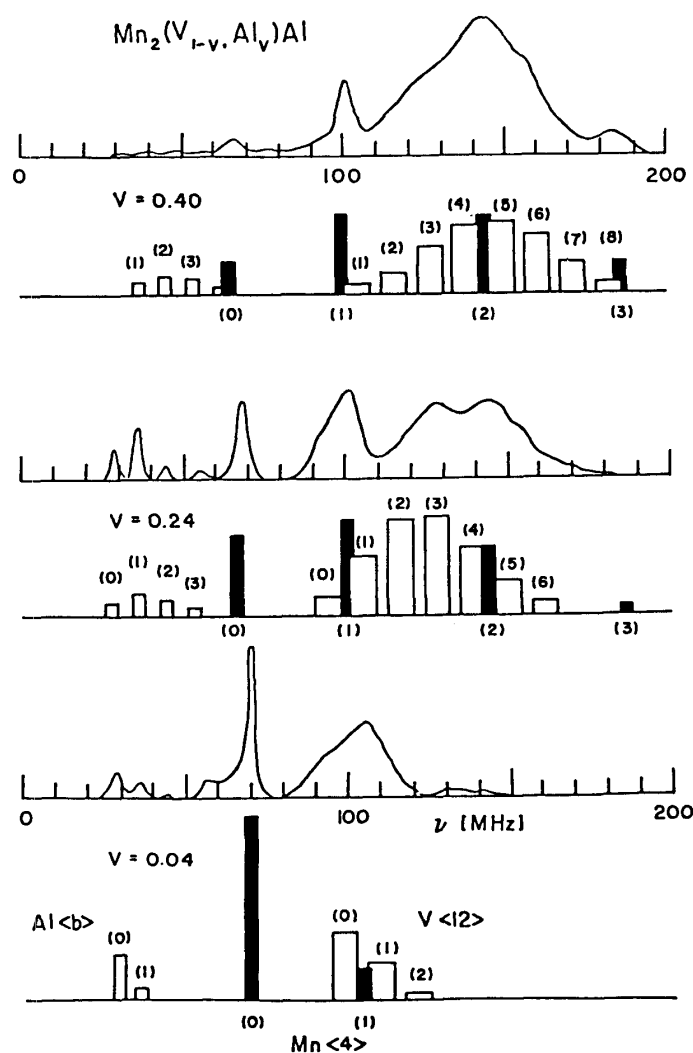 Mn₂(V₁₋ᵥ, Alᵥ)Al
0 100 200
V = 0.40
(1) (2) (3) (1) (2) (3) (4) (5) (6) (7) (8)
(0) (1) (2) (3)
V = 0.24
(0) (1) (2) (3) (0) (1) (2) (3) (4) (5) (6)
(0) (1) (2) (3)
0 100 ν [MHz] 200
V = 0.04
Al<b> V<12>
(0) (1) (0) (1) (2)
(0) (1)
Mn<4>